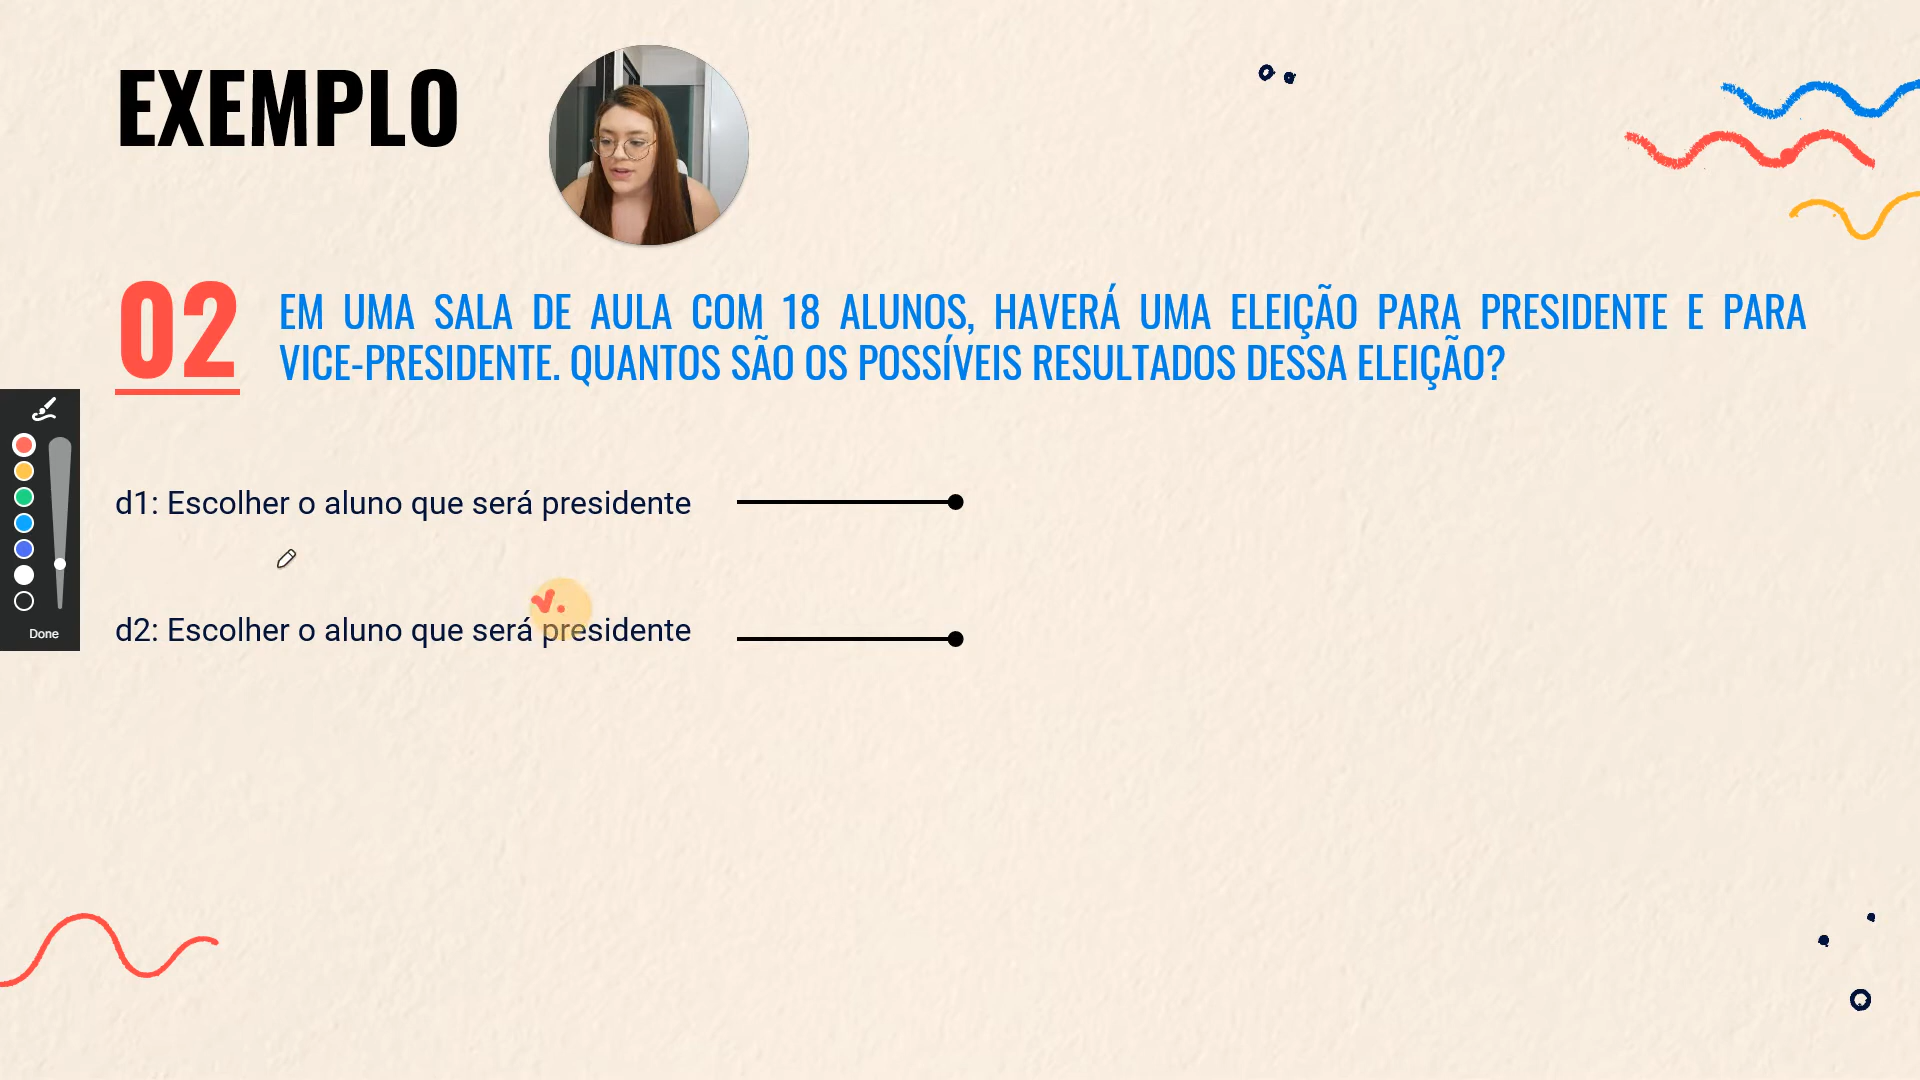 EXEMPLO
02
EM UMA SALA DE AULA COM 18 ALUNOS, HAVERÁ UMA ELEIÇÃO PARA PRESIDENTE E PARA
VICE-PRESIDENTE. QUANTOS SÃO OS POSSÍVEIS RESULTADOS DESSA ELEIÇÃO?
d1: Escolher o aluno que será presidente
v.
d2: Escolher o aluno que será presidente
Done